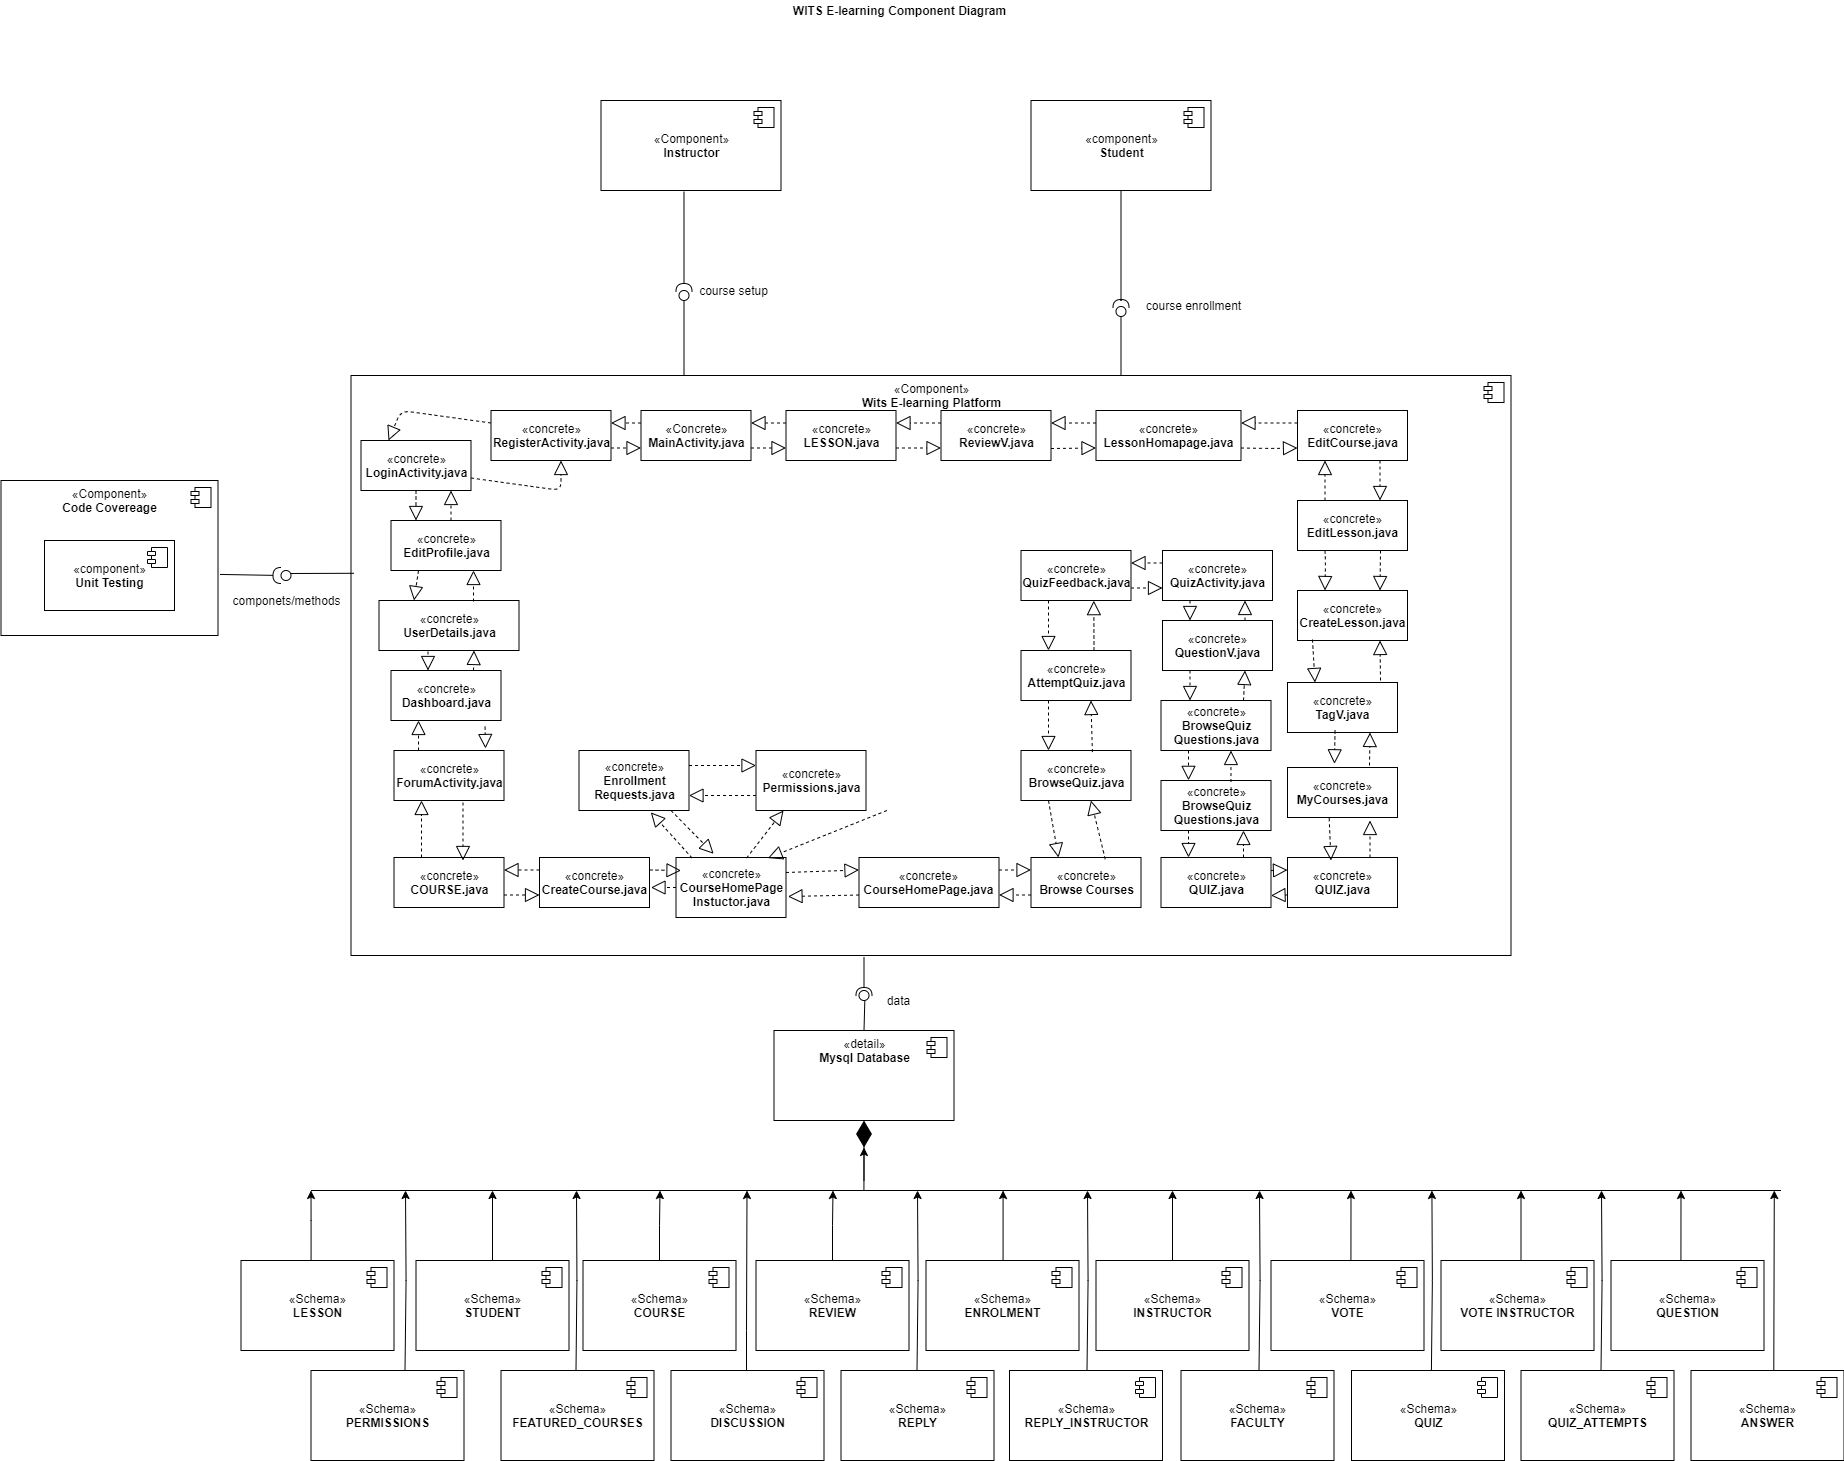 WITS E-learning Component Diagram
«Component»
Instructor
«component»
Student
course setup
course enrollment
«Component»
Wits E-learning Platform
«concrete»
RegisterActivity.java
«Concrete»
MainActivity.java
«concrete»
LESSON.java
«concrete»
ReviewV.java
«concrete»
LessonHomapage.java
«concrete»
EditCourse.java
«concrete»
LoginActivity.java
«Component»
Code Covereage
«component»
Unit Testing
componets/methods
«concrete»
EditProfile.java
«concrete»
EditLesson.java
«concrete»
QuizFeedback.java
«concrete»
QuizActivity.java
«concrete»
UserDetails.java
«concrete»
CreateLesson.java
«concrete»
QuestionV.java
«concrete»
Dashboard.java
«concrete»
AttemptQuiz.java
«concrete»
BrowseQuiz
Questions.java
«concrete»
TagV.java
«concrete»
ForumActivity.java
«concrete»
Enrollment
Requests.java
«concrete»
Permissions.java
«concrete»
BrowseQuiz.java
«concrete»
BrowseQuiz
Questions.java
«concrete»
MyCourses.java
«concrete»
COURSE.java
«concrete»
CreateCourse.java
«concrete»
CourseHomePage
Instuctor.java
«concrete»
CourseHomePage.java
«concrete»
Browse Courses
«concrete»
QUIZ.java
«concrete»
QUIZ.java
data
«detail»
Mysql Database
«Schema»
LESSON
«Schema»
STUDENT
«Schema»
COURSE
«Schema»
REVIEW
«Schema»
ENROLMENT
«Schema»
INSTRUCTOR
«Schema»
VOTE
«Schema»
VOTE INSTRUCTOR
«Schema»
QUESTION
«Schema»
PERMISSIONS
«Schema»
FEATURED_COURSES
«Schema»
DISCUSSION
«Schema»
REPLY
«Schema»
REPLY_INSTRUCTOR
«Schema»
FACULTY
«Schema»
QUIZ
«Schema»
QUIZ_ATTEMPTS
«Schema»
ANSWER